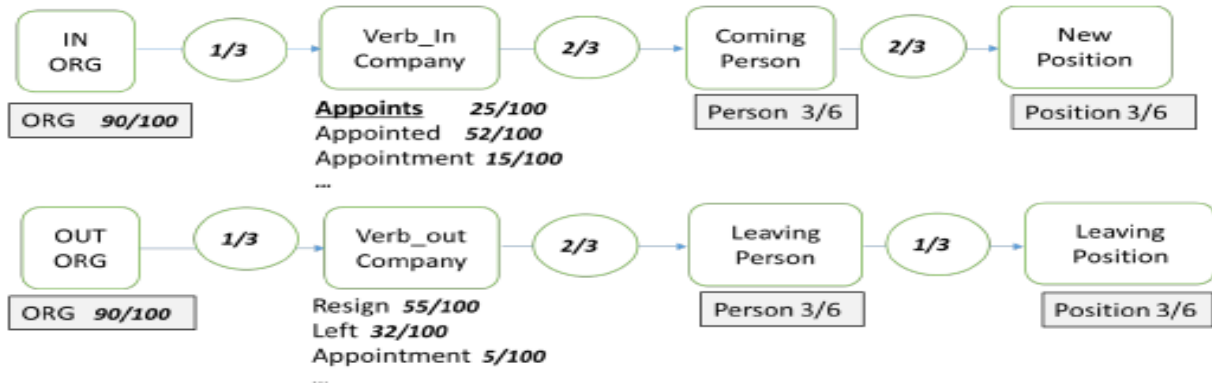 IN
ORG
1/3
Verb_In
Company
2/3
Coming
Person
2/3
New
Position
ORG 90/100
Appoints 25/100
Appointed 52/100
Appointment 15/100
...
Person 3/6
Position 3/6
OUT
ORG
1/3
Verb_out
Company
2/3
Leaving
Person
1/3
Leaving
Position
ORG 90/100
Resign 55/100
Left 32/100
Appointment 5/100
...
Person 3/6
Position 3/6